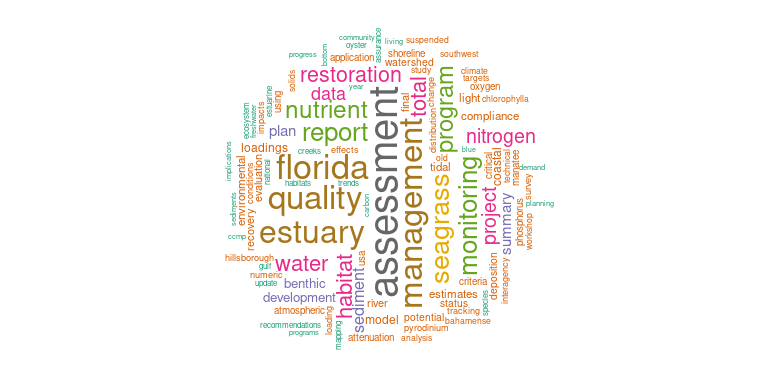 community
oyster
assurance
living
suspended
progress
bottom
application
shoreline
southwest
watershed
restoration
solids
year
data
total
study
climate
targets
oxygen
nutrient
using
estuarine
impacts
freshwater
ecosystem
final
change
distribution
program
light
chlorophylla
compliance
plan
report
nitrogen
loadings
creeks
effects
assessment
management
old
tidal
blue
critical
coastal
technical
manatee
demand
implications
environmental
conditions
evaluation
national
florida
habitats
trends
carbon
seagrass
monitoring
survey
planning
quality
sediments
recovery
project
summary
phosphorus
workshop
ccmp
estuary
hillsborough
gulf
water
usa
numeric
update
benthic
habitat
sediment
criteria
deposition
interagency
development
estimates
status
species
atmospheric
river
tracking
loading
model
potential
bahamense
recommendations
pyrodinium
programs
mapping
attenuation
analysis